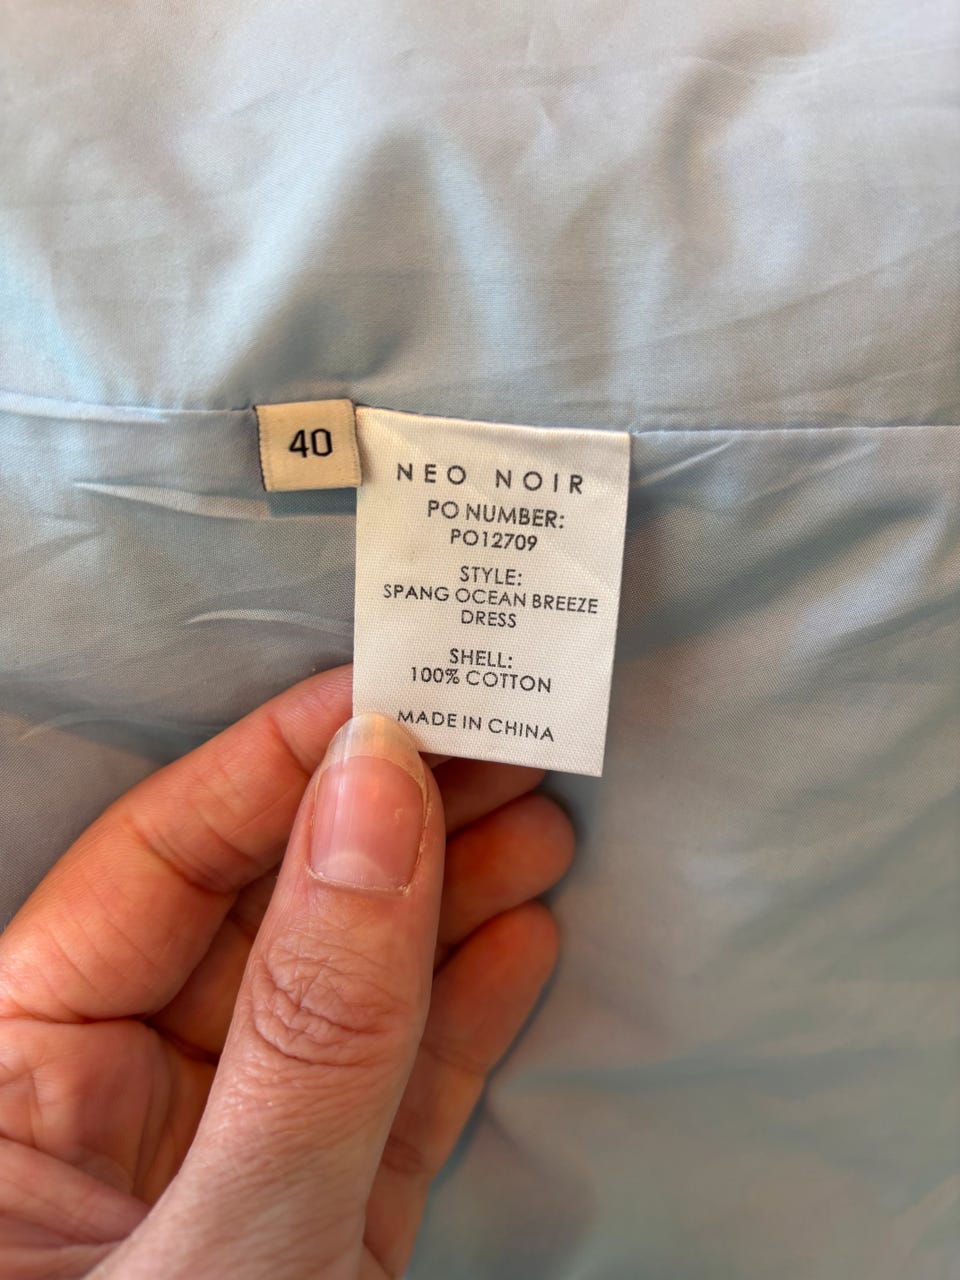 40
NEO NOIR
PO NUMBER:
PO12709
STYLE:
SPANG OCEAN BREEZE
DRESS
SHELL:
100% COTTON
MADE IN CHINA